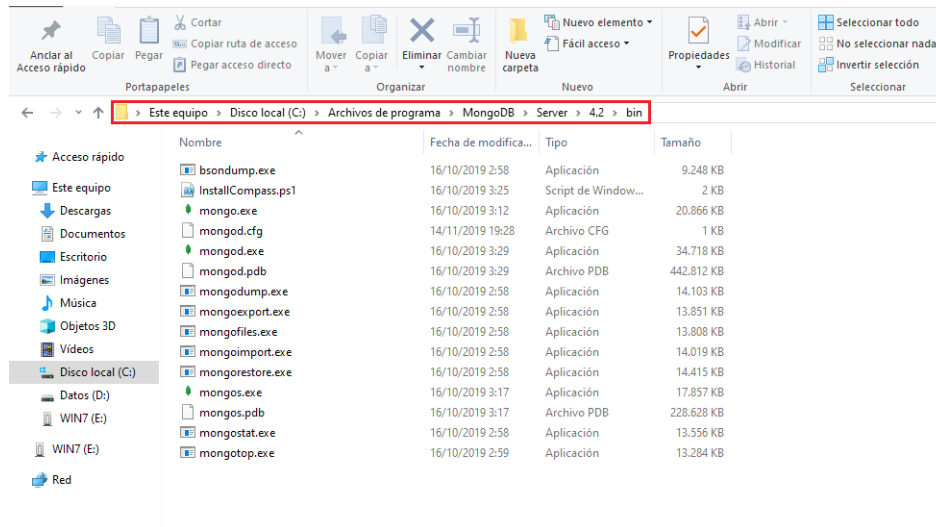 Anclar al
Acceso rápido
Copiar
Pegar
Cortar
Copiar ruta de acceso
Pegar acceso directo
Portapapeles
Mover
a
Copiar
a
Eliminar
Cambiar
nombre
Organizar
Nueva
carpeta
Nuevo elemento
Fácil acceso
Nuevo
Propiedades
Abrir
Modificar
Historial
Abrir
Seleccionar todo
No seleccionar nada
Invertir selección
Seleccionar
Este equipo > Disco local (C:) > Archivos de programa > MongoDB > Server > 4.2 > bin
Acceso rápido
Este equipo
Descargas
Documentos
Escritorio
Imágenes
Música
Objetos 3D
Vídeos
Disco local (C:)
Datos (D:)
WIN7 (E:)
WIN7 (E:)
Red
Nombre Fecha de modifica... Tipo Tamaño
bsondump.exe 16/10/2019 2:58 Aplicación 9.248 KB
InstallCompass.ps1 16/10/2019 3:25 Script de Window... 2 KB
mongo.exe 16/10/2019 3:12 Aplicación 20.866 KB
mongod.cfg 14/11/2019 19:28 Archivo CFG 1 KB
mongod.exe 16/10/2019 3:29 Aplicación 34.718 KB
mongod.pdb 16/10/2019 3:29 Archivo PDB 442.812 KB
mongodump.exe 16/10/2019 2:58 Aplicación 14.103 KB
mongoexport.exe 16/10/2019 2:58 Aplicación 13.851 KB
mongofiles.exe 16/10/2019 2:58 Aplicación 13.808 KB
mongoimport.exe 16/10/2019 2:58 Aplicación 14.019 KB
mongorestore.exe 16/10/2019 2:58 Aplicación 14.415 KB
mongos.exe 16/10/2019 3:17 Aplicación 17.857 KB
mongos.pdb 16/10/2019 3:17 Archivo PDB 228.628 KB
mongostat.exe 16/10/2019 2:58 Aplicación 13.556 KB
mongotop.exe 16/10/2019 2:59 Aplicación 13.284 KB